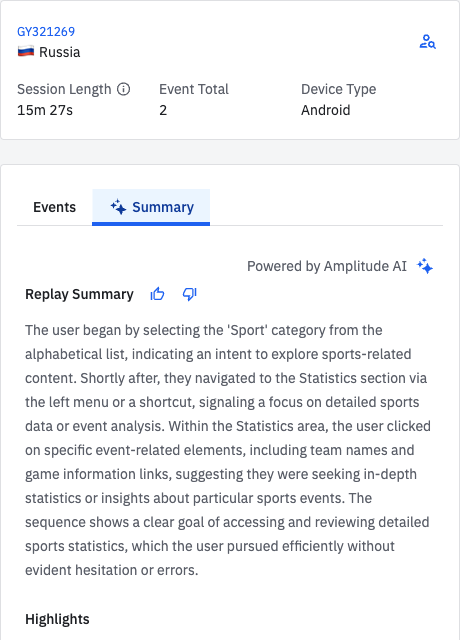 GY321269
Russia
Session Length
Event Total
Device Type
15m 27s
2
Android
Events
Summary
Powered by Amplitude AI
Replay Summary
The user began by selecting the 'Sport' category from the
alphabetical list, indicating an intent to explore sports-related
content. Shortly after, they navigated to the Statistics section via
the left menu or a shortcut, signaling a focus on detailed sports
data or event analysis. Within the Statistics area, the user clicked
on specific event-related elements, including team names and
game information links, suggesting they were seeking in-depth
statistics or insights about particular sports events. The
sequence shows a clear goal of accessing and reviewing detailed
sports statistics, which the user pursued efficiently without
evident hesitation or errors.
Highlights